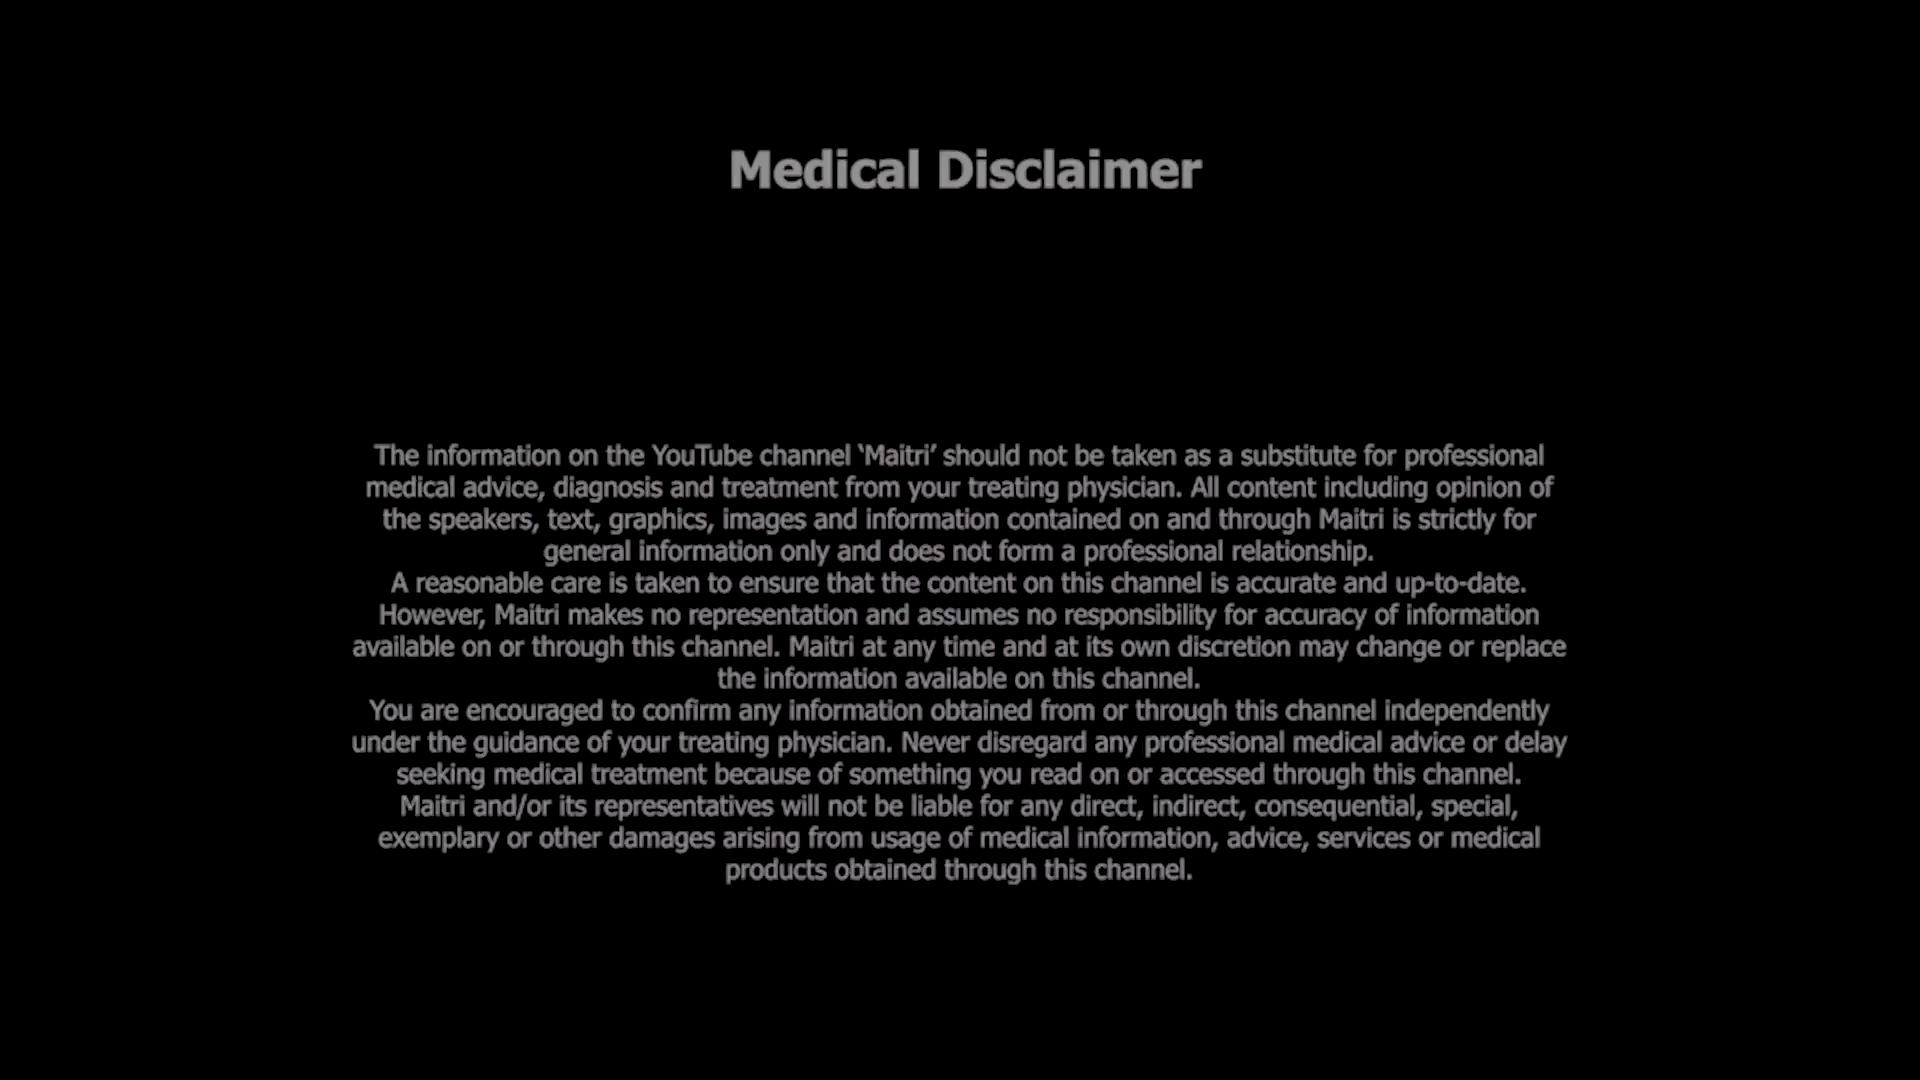 Medical Disclaimer
The information on the YouTube channel ‘Maitri’ should not be taken as a substitute for professional
medical advice, diagnosis and treatment from your treating physician. All content including opinion of
the speakers, text, graphics, images and information contained on and through Maitri is strictly for
general information only and does not form a professional relationship.
A reasonable care is taken to ensure that the content on this channel is accurate and up-to-date.
However, Maitri makes no representation and assumes no responsibility for accuracy of information
available on or through this channel. Maitri at any time and at its own discretion may change or replace
the information available on this channel.
You are encouraged to confirm any information obtained from or through this channel independently
under the guidance of your treating physician. Never disregard any professional medical advice or delay
seeking medical treatment because of something you read on or accessed through this channel.
Maitri and/or its representatives will not be liable for any direct, indirect, consequential, special,
exemplary or other damages arising from usage of medical information, advice, services or medical
products obtained through this channel.